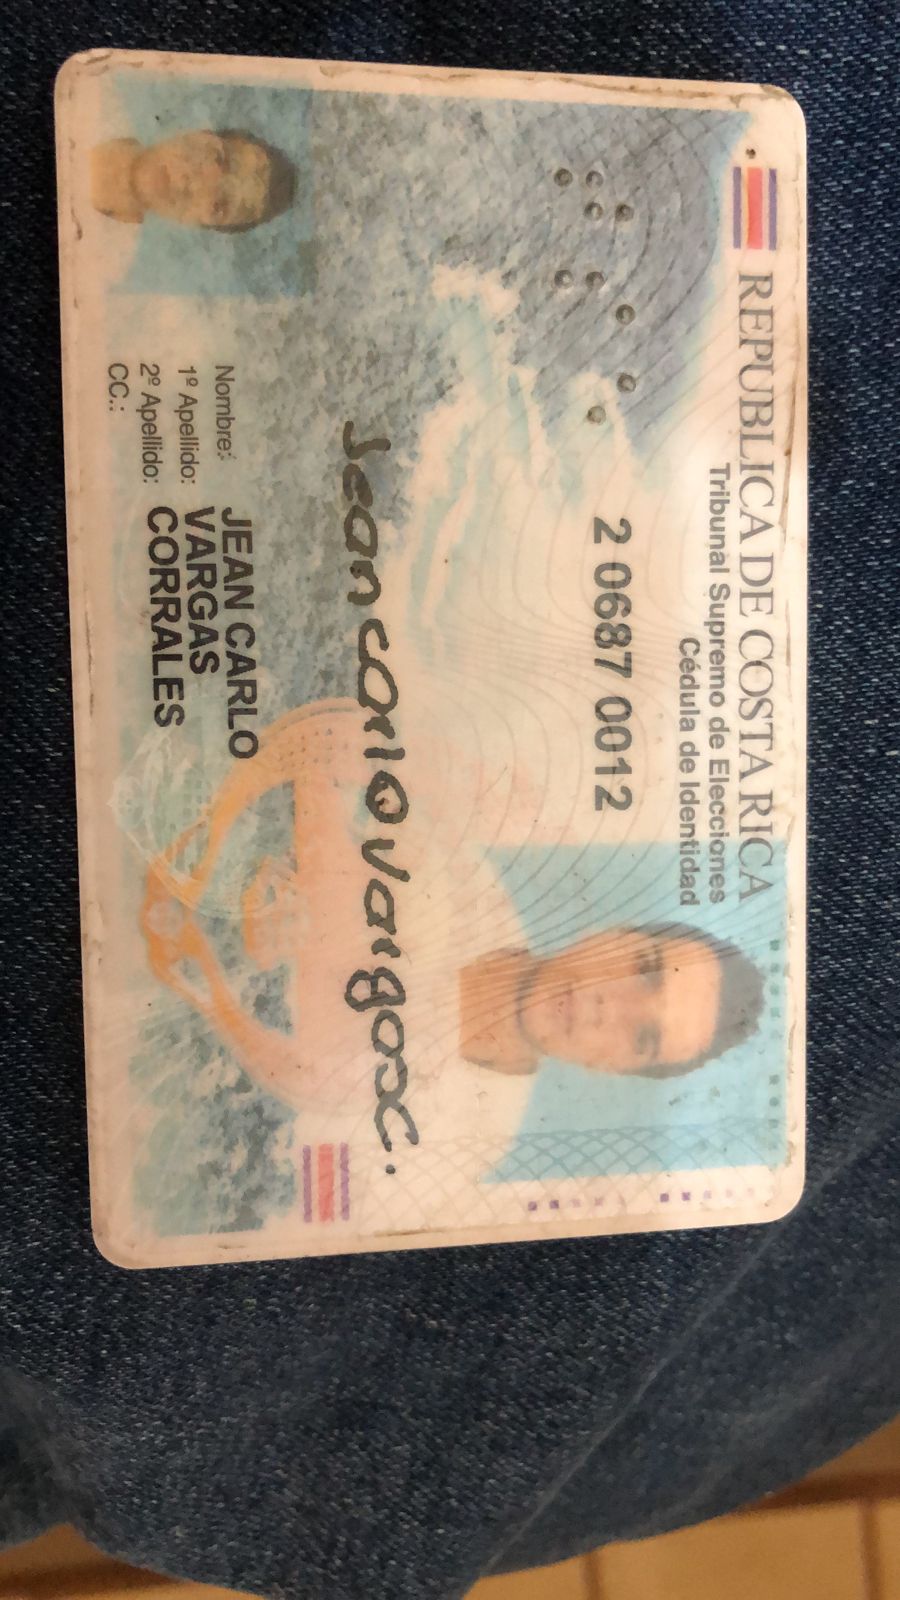 REPUBLICA DE COSTA RICA
Tribunal Supremo de Elecciones
Cédula de Identidad
2 0687 0012
Jean carlo vargas C.
Nombre: JEAN CARLO
1º Apellido: VARGAS
2º Apellido: CORRALES
CC.: